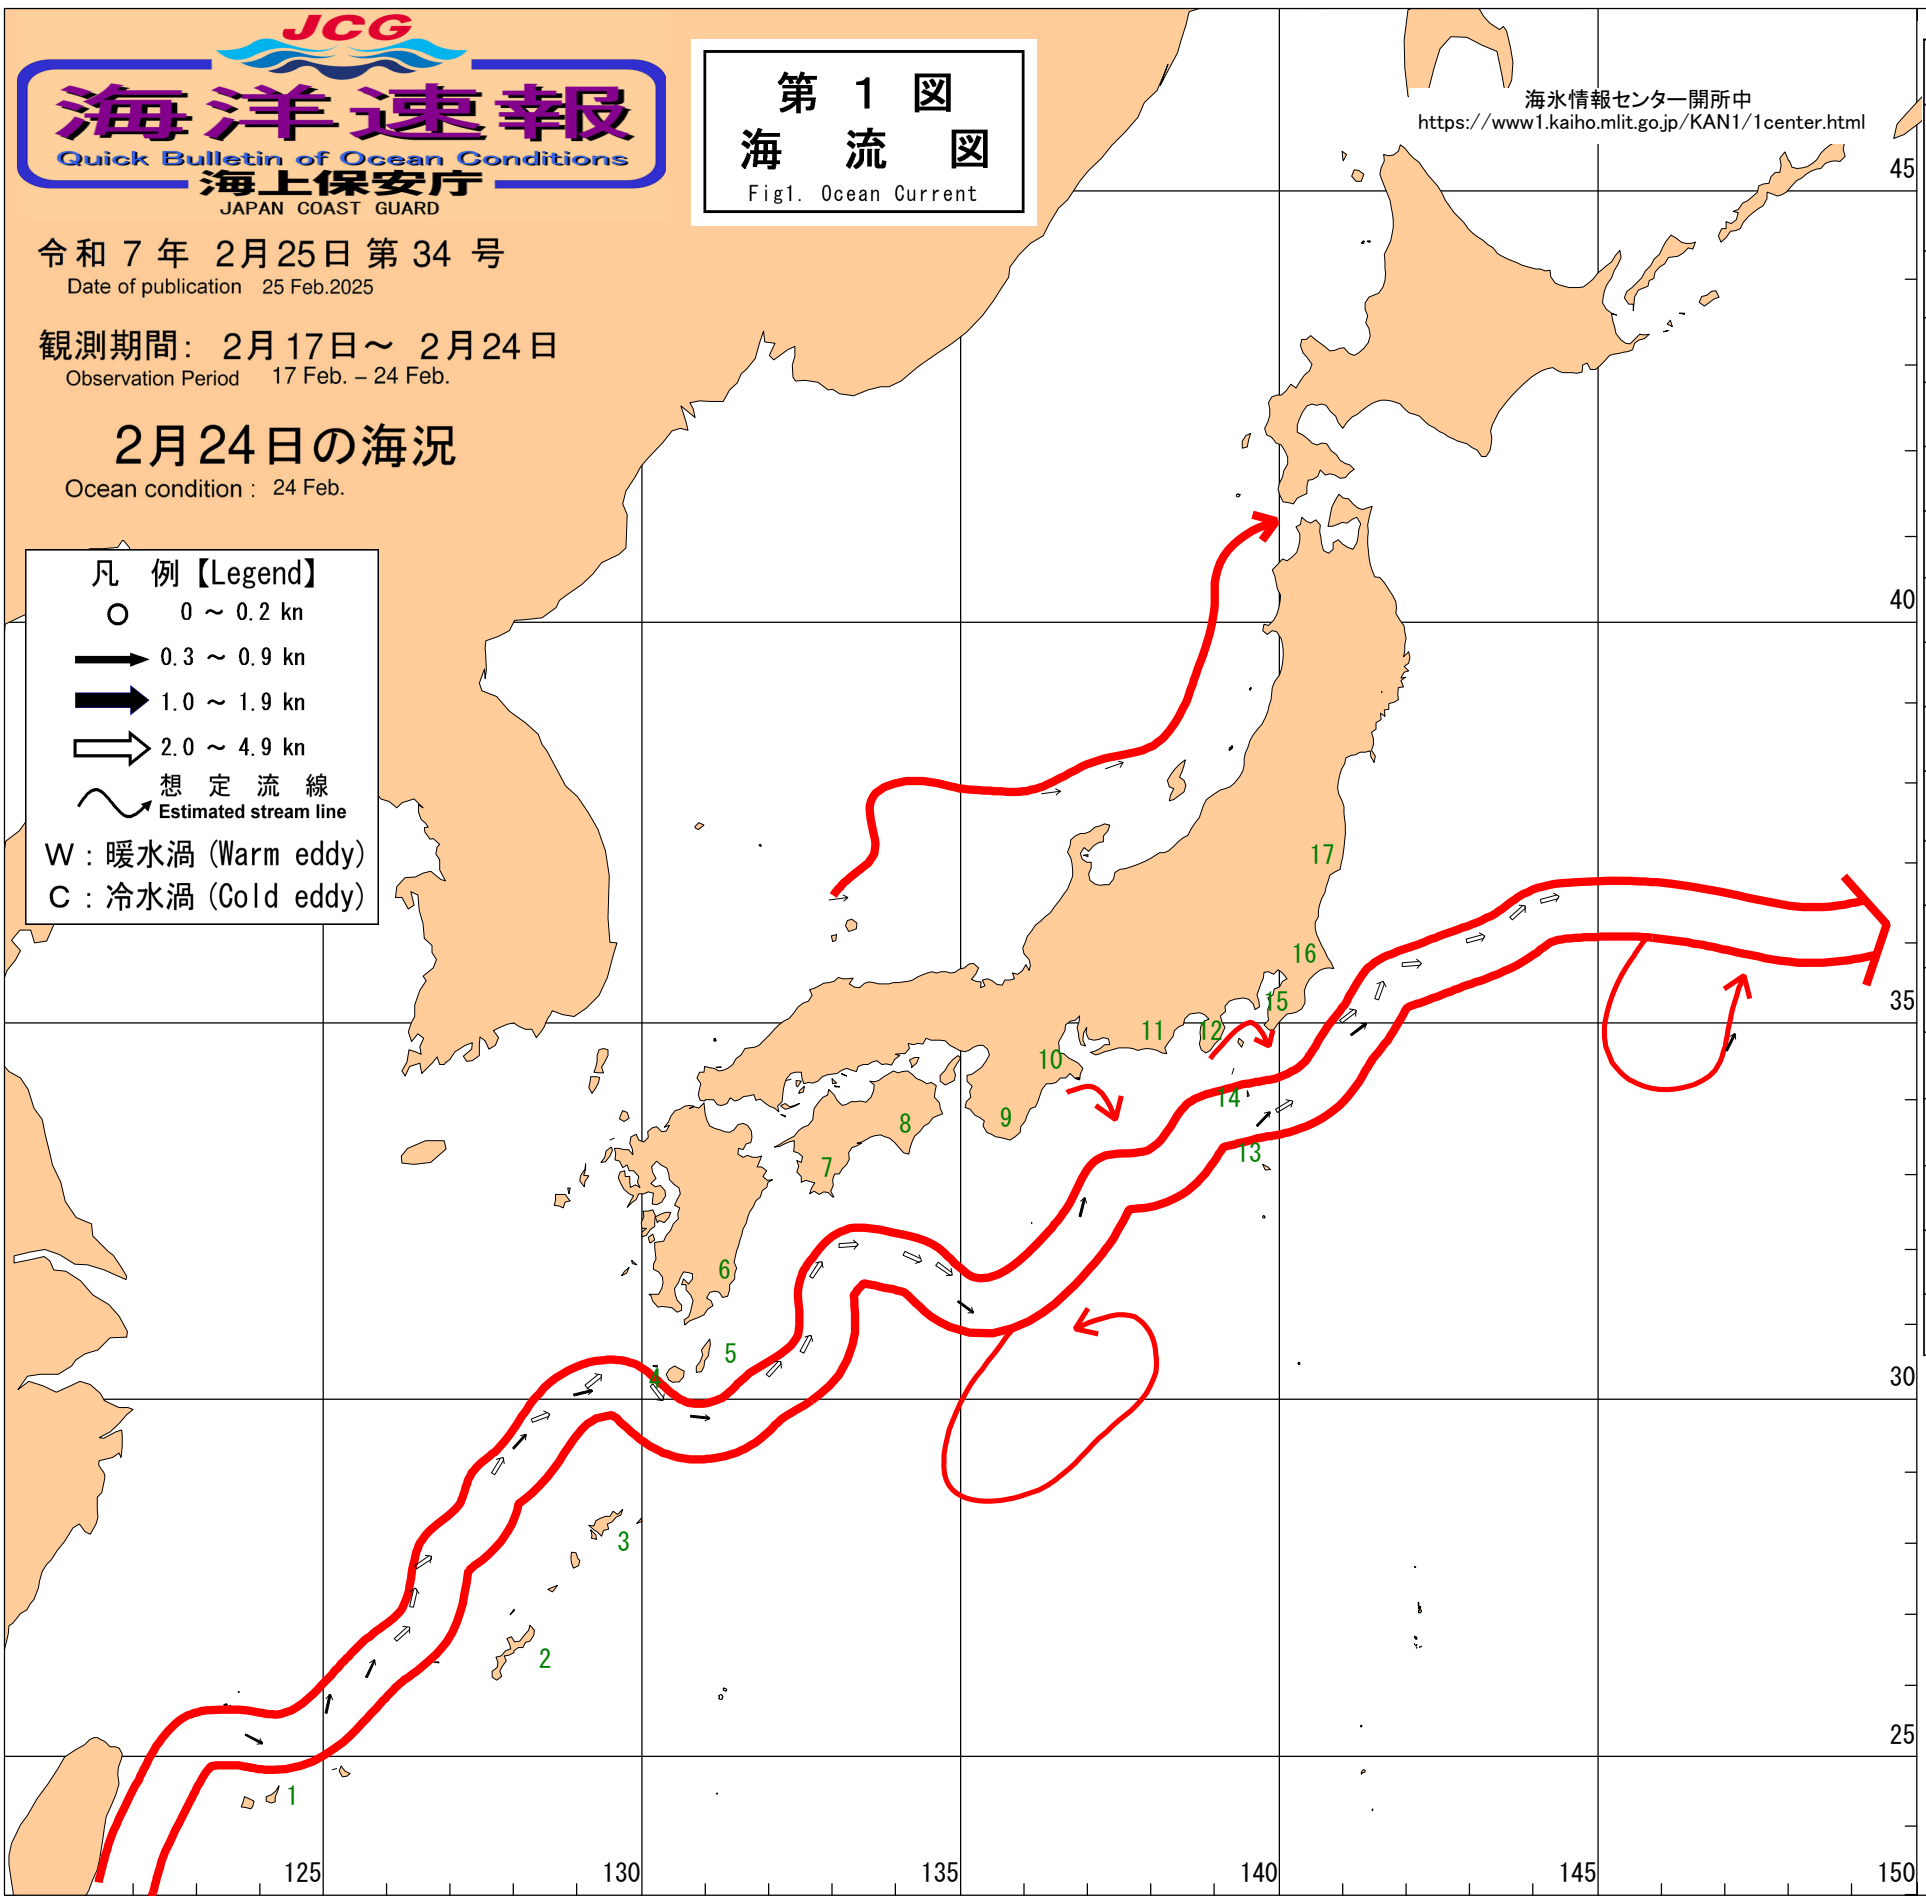 JCG
海洋速報
Quick Bulletin of Ocean Conditions
海上保安庁
JAPAN COAST GUARD
令和 7 年 2月25日 第 34 号
Date of publication 25 Feb.2025
観測期間: 2月17日～ 2月24日
Observation Period 17 Feb. – 24 Feb.
2月24日の海況
Ocean condition : 24 Feb.
第 1 図
海 流 図
Fig1. Ocean Current
海氷情報センター開所中
https://www1.kaiho.mlit.go.jp/KAN1/1center.html
凡 例【Legend】
0 ～ 0.2 kn
0.3 ～ 0.9 kn
1.0 ～ 1.9 kn
2.0 ～ 4.9 kn
想 定 流 線
Estimated stream line
W : 暖水渦 (Warm eddy)
C : 冷水渦 (Cold eddy)
45
40
35
30
25
17
16
15
12
11
10
14
9
8
13
7
6
5
4
3
2
1
125
130
135
140
145
150